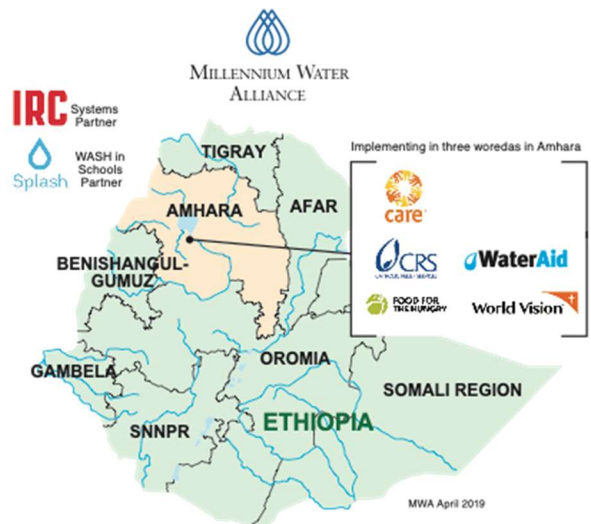 MILLENNIUM WATER
ALLIANCE
IRC Systems
Partner
Splash
WASH in
Schools
Partner
Implementing in three woredas in Amhara
care
CRS
WaterAid
FOOD FOR
THE HUNGRY
World Vision
TIGRAY
AMHARA
AFAR
BENISHANGUL-
GUMUZ
GAMBELA
OROMIA
SOMALI REGION
SNNPR
ETHIOPIA
MWA April 2019